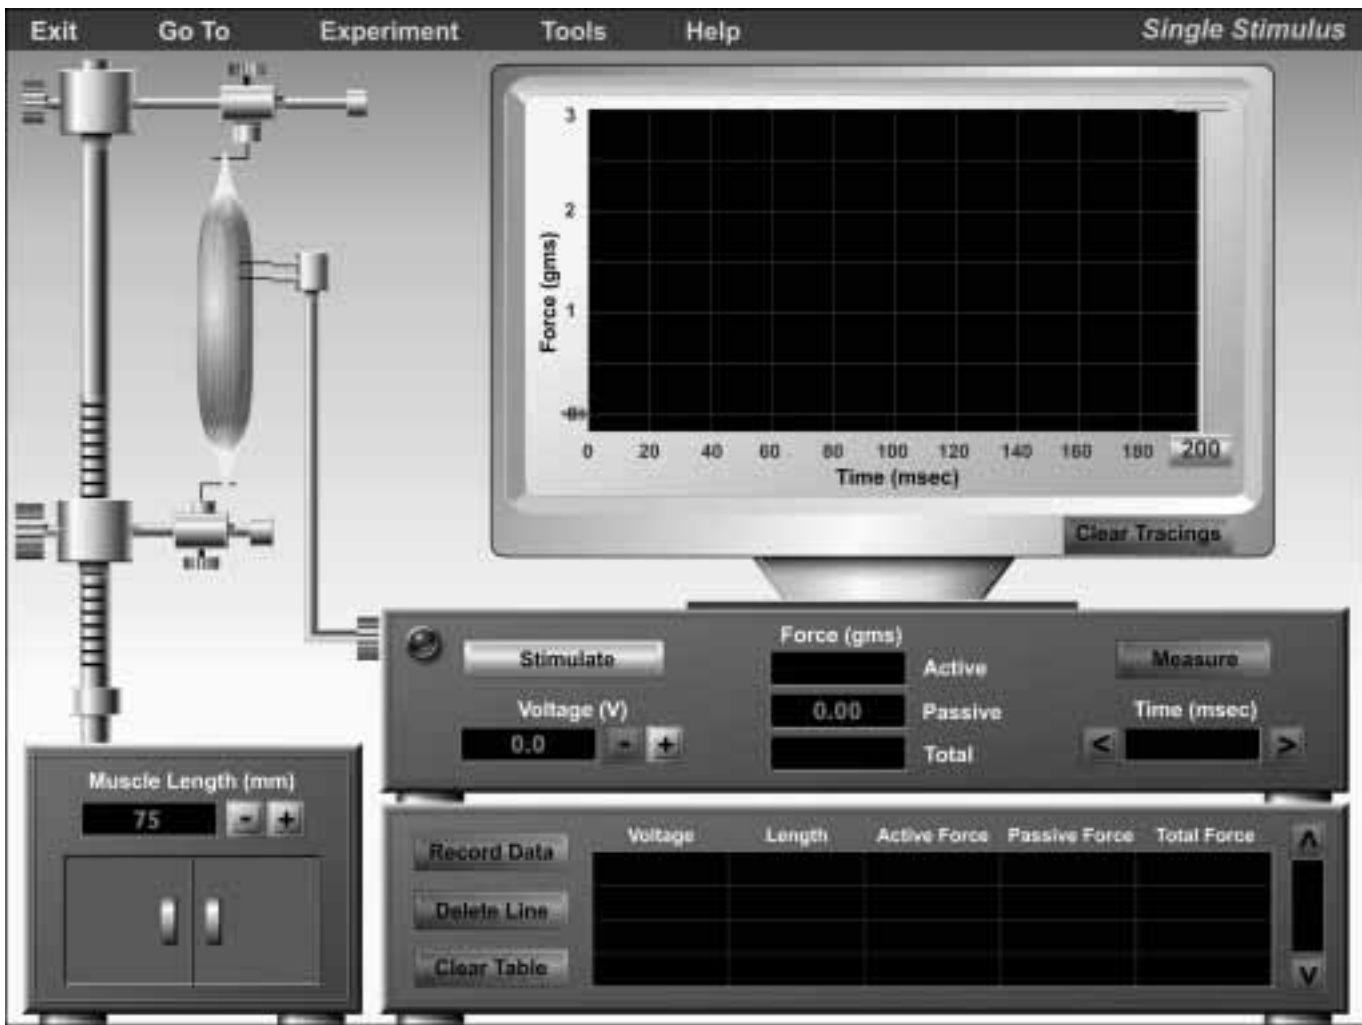 Exit Go To Experiment Tools Help Single Stimulus
3
2
1
0
Force (gms)
0 20 40 60 80 100 120 140 160 180 200
Time (msec)
Clear Tracings
Stimulate
Voltage (V)
0.0 - +
Force (gms)
Active
0.00 Passive
Total
Measure
Time (msec)
< >
Muscle Length (mm)
75 - +
Record Data
Delete Line
Clear Table
Voltage Length Active Force Passive Force Total Force